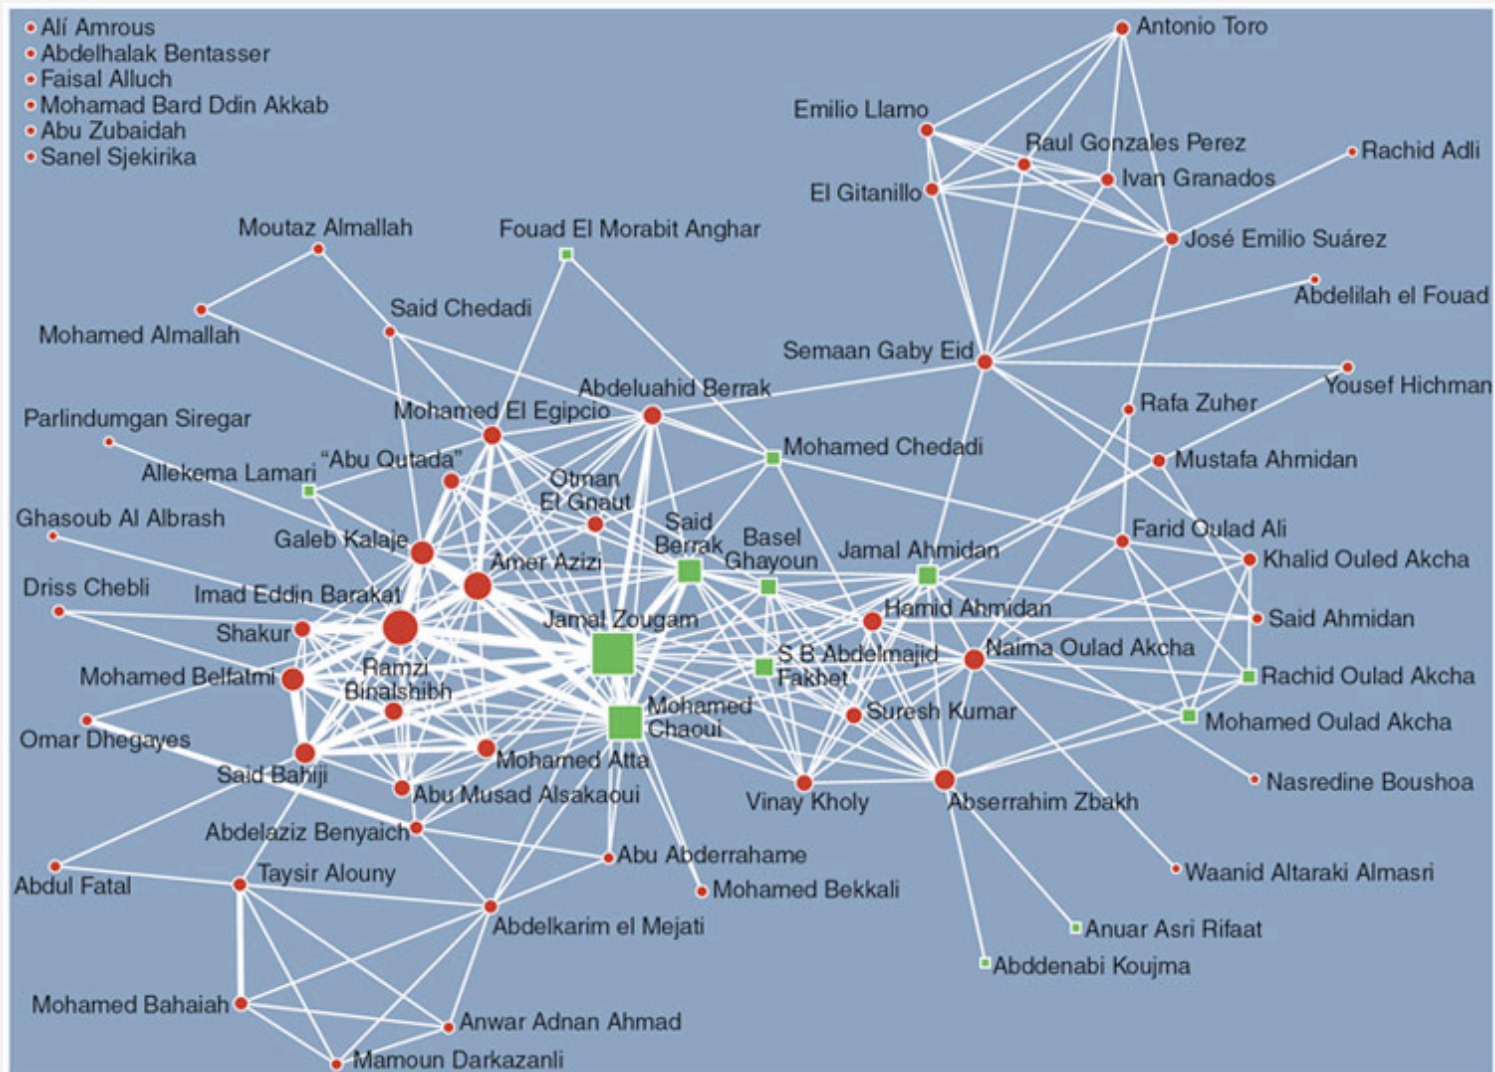 Alí Amrous
Abdelhalak Bentasser
Faisal Alluch
Mohamad Bard Ddin Akkab
Abu Zubaidah
Sanel Sjekirika
Antonio Toro
Emilio Llamo
Raul Gonzales Perez
Rachid Adli
Ivan Granados
El Gitanillo
José Emilio Suárez
Moutaz Almallah
Fouad El Morabit Anghar
Abdelilah el Fouad
Said Chedadi
Mohamed Almallah
Semaan Gaby Eid
Yousef Hichman
Abdeluahid Berrak
Rafa Zuher
Mohamed El Egipcio
Parlindumgan Siregar
Mohamed Chedadi
Mustafa Ahmidan
"Abu Qutada"
Allekema Lamari
Otman
El Gnaut
Ghasoub Al Albrash
Said
Berrak
Basel
Ghayoun
Farid Oulad Ali
Galeb Kalaje
Jamal Ahmidan
Khalid Ouled Akcha
Amer Azizi
Driss Chebli
Imad Eddin Barakat
Hamid Ahmidan
Jamal Zougam
Said Ahmidan
Shakur
Naima Oulad Akcha
S B Abdelmajid
Fakhet
Mohamed Belfatmi
Ramzi
Binalshibh
Rachid Oulad Akcha
Mohamed
Chaoui
Suresh Kumar
Mohamed Oulad Akcha
Omar Dhegayes
Mohamed Atta
Said Bahiji
Nasredine Boushoa
Abu Musad Alsakaoui
Vinay Kholy
Abserrahim Zbakh
Abdelaziz Benyaich
Abu Abderrahame
Waanid Altaraki Almasri
Taysir Alouny
Abdul Fatal
Mohamed Bekkali
Abdelkarim el Mejati
Anuar Asri Rifaat
Abddenabi Koujma
Mohamed Bahaiah
Anwar Adnan Ahmad
Mamoun Darkazanli